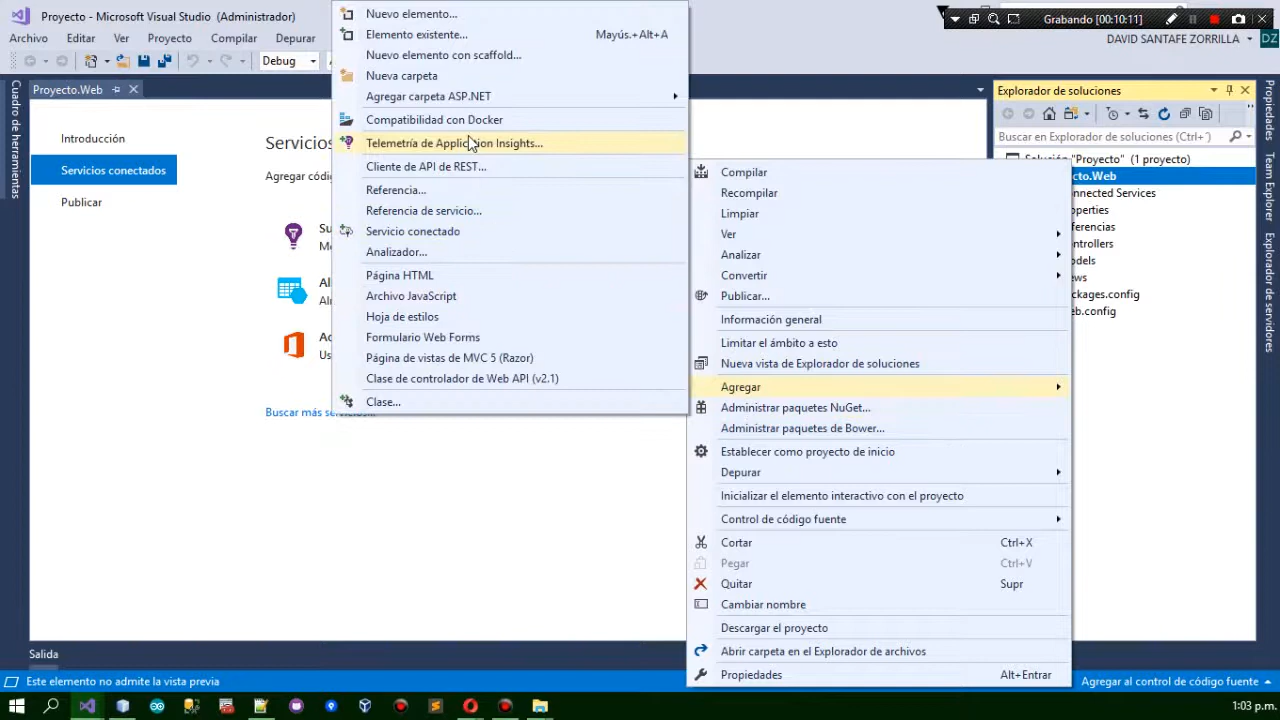 Proyecto - Microsoft Visual Studio (Administrador)
Grabando [00:10:11]
Archivo Editar Ver Proyecto Compilar Depurar
DAVID SANTAFE ZORRILLA DZ
Debug
Proyecto.Web
Cuadro de herramientas
Introducción
Servicios conectados
Publicar
Servicios
Agregar códi
Su
M
Al
Al
Ac
Us
Buscar más servicios...
Nuevo elemento...
Elemento existente... Mayús.+Alt+A
Nuevo elemento con scaffold...
Nueva carpeta
Agregar carpeta ASP.NET
Compatibilidad con Docker
Telemetría de Application Insights...
Cliente de API de REST...
Referencia...
Referencia de servicio...
Servicio conectado
Analizador...
Página HTML
Archivo JavaScript
Hoja de estilos
Formulario Web Forms
Página de vistas de MVC 5 (Razor)
Clase de controlador de Web API (v2.1)
Clase...
Compilar
Recompilar
Limpiar
Ver
Analizar
Convertir
Publicar...
Información general
Limitar el ámbito a esto
Nueva vista de Explorador de soluciones
Agregar
Administrar paquetes NuGet...
Administrar paquetes de Bower...
Establecer como proyecto de inicio
Depurar
Inicializar el elemento interactivo con el proyecto
Control de código fuente
Cortar Ctrl+X
Pegar Ctrl+V
Quitar Supr
Cambiar nombre
Descargar el proyecto
Abrir carpeta en el Explorador de archivos
Propiedades Alt+Entrar
Explorador de soluciones
Buscar en Explorador de soluciones (Ctrl+´)
Solución "Proyecto" (1 proyecto)
ecto.Web
nnected Services
operties
ferencias
ontrollers
odels
ews
ckages.config
eb.config
Propiedades
Team Explorer
Explorador de servidores
Salida
Este elemento no admite la vista previa
Agregar al control de código fuente
1:03 p.m.